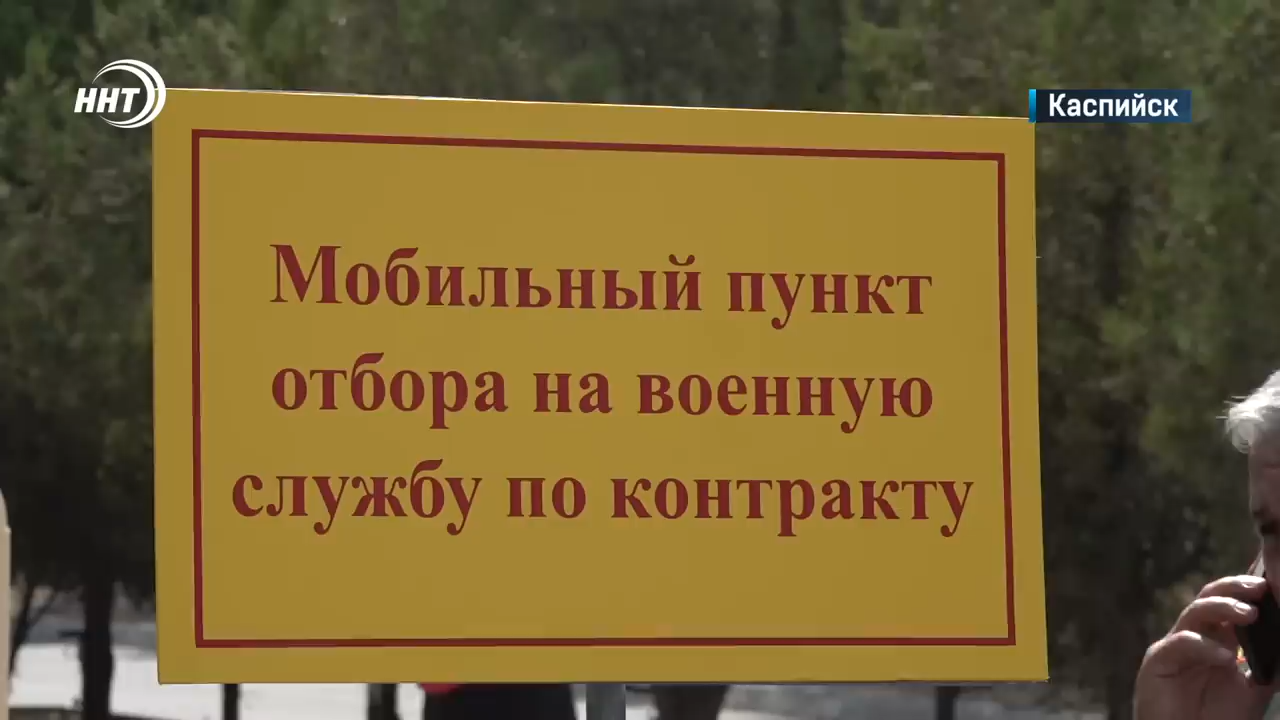 ННТ
Каспийск
Мобильный пункт
отбора на военную
службу по контракту